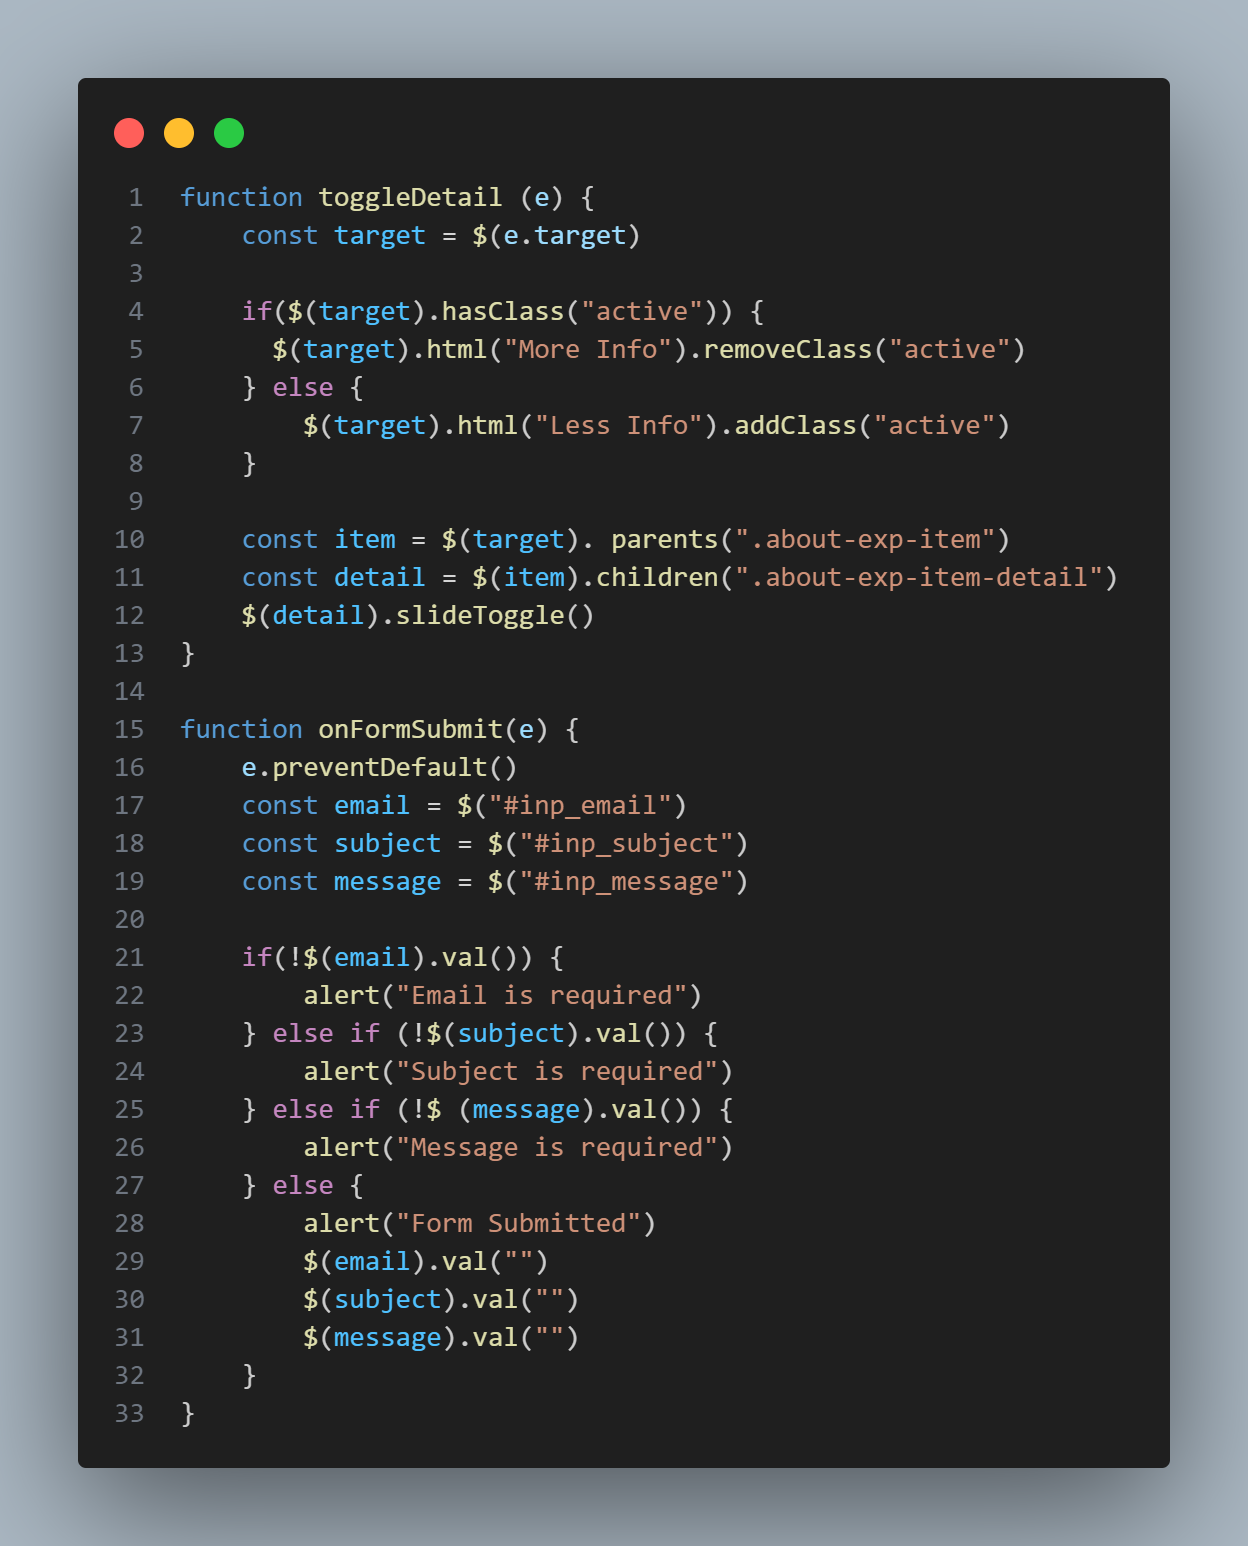 1 function toggleDetail (e) {
2     const target = $(e.target)
3
4     if($(target).hasClass("active")) {
5       $(target).html("More Info").removeClass("active")
6     } else {
7         $(target).html("Less Info").addClass("active")
8     }
9
10     const item = $(target). parents(".about-exp-item")
11     const detail = $(item).children(".about-exp-item-detail")
12     $(detail).slideToggle()
13 }
14
15 function onFormSubmit(e) {
16     e.preventDefault()
17     const email = $("#inp_email")
18     const subject = $("#inp_subject")
19     const message = $("#inp_message")
20
21     if(!$(email).val()) {
22         alert("Email is required")
23     } else if (!$(subject).val()) {
24         alert("Subject is required")
25     } else if (!$ (message).val()) {
26         alert("Message is required")
27     } else {
28         alert("Form Submitted")
29         $(email).val("")
30         $(subject).val("")
31         $(message).val("")
32     }
33 }